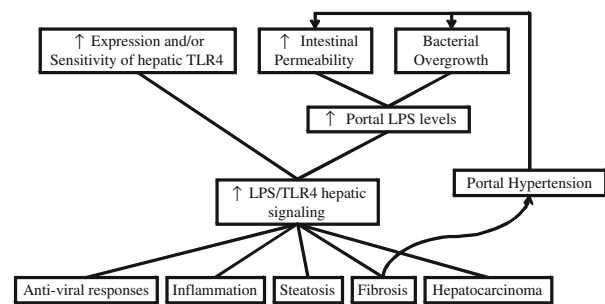 ↑ Expression and/or
Sensitivity of hepatic TLR4
↑ Intestinal
Permeability
Bacterial
Overgrowth
↑ Portal LPS levels
↑ LPS/TLR4 hepatic
signaling
Portal Hypertension
Anti-viral responses
Inflammation
Steatosis
Fibrosis
Hepatocarcinoma